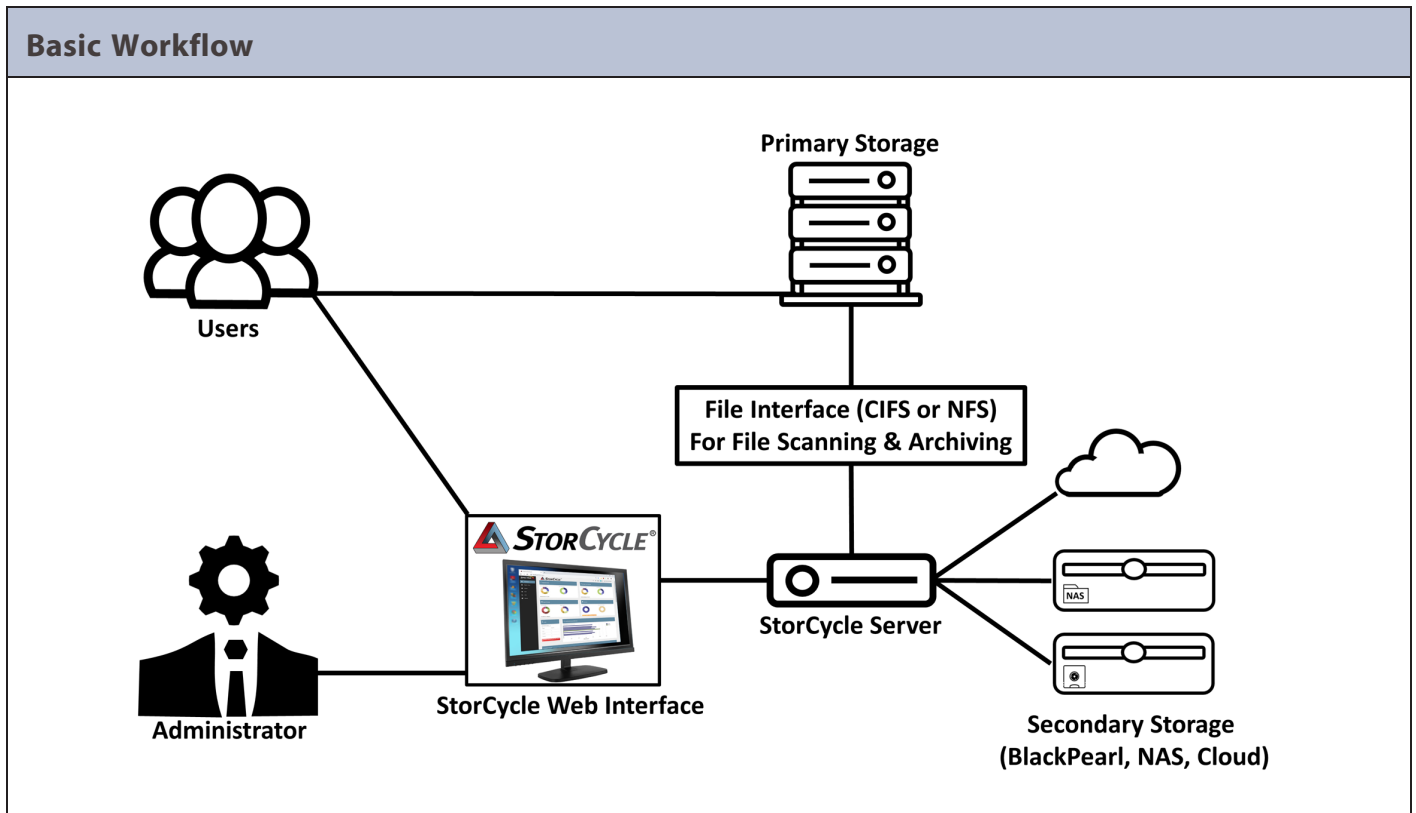 Basic Workflow
Primary Storage
Users
File Interface (CIFS or NFS)
For File Scanning & Archiving
STORCYCLE®
NAS
StorCycle Server
StorCycle Web Interface
Administrator
Secondary Storage
(BlackPearl, NAS, Cloud)